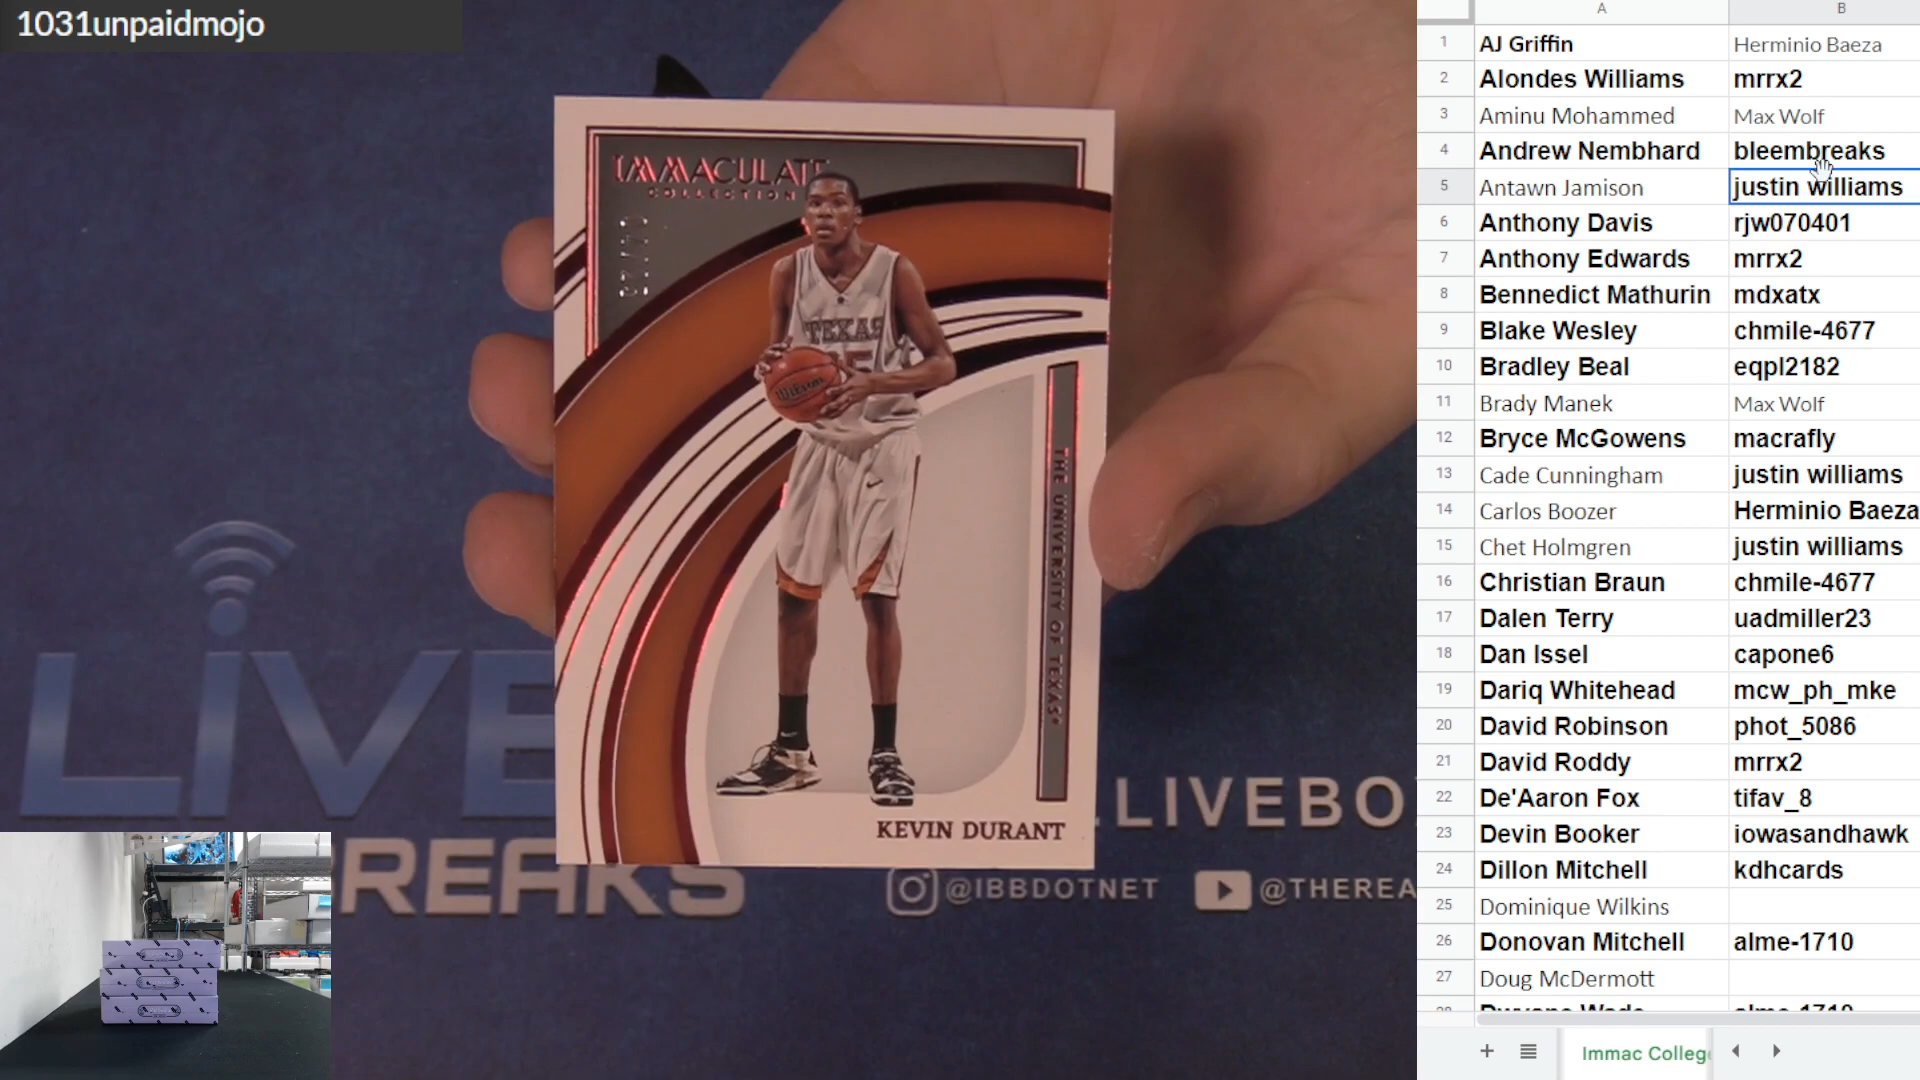 1031unpaidmojo
IMMACULATE
COLLECTION
TEXAS
35
Wilson
THE UNIVERSITY OF TEXAS
KEVIN DURANT
LIVE
BREAKS
.LIVEBO
@IBBDOTNET
@THEREA
A B
1 AJ Griffin Herminio Baeza
2 Alondes Williams mrrx2
3 Aminu Mohammed Max Wolf
4 Andrew Nembhard bleembreaks
5 Antawn Jamison justin williams
6 Anthony Davis rjw070401
7 Anthony Edwards mrrx2
8 Bennedict Mathurin mdxatx
9 Blake Wesley chmile-4677
10 Bradley Beal eqpl2182
11 Brady Manek Max Wolf
12 Bryce McGowens macrafly
13 Cade Cunningham justin williams
14 Carlos Boozer Herminio Baeza
15 Chet Holmgren justin williams
16 Christian Braun chmile-4677
17 Dalen Terry uadmiller23
18 Dan Issel capone6
19 Dariq Whitehead mcw_ph_mke
20 David Robinson phot_5086
21 David Roddy mrrx2
22 De'Aaron Fox tifav_8
23 Devin Booker iowasandhawk
24 Dillon Mitchell kdhcards
25 Dominique Wilkins
26 Donovan Mitchell alme-1710
27 Doug McDermott
28 Dwyane Wade alme-1710
Immac Colleg